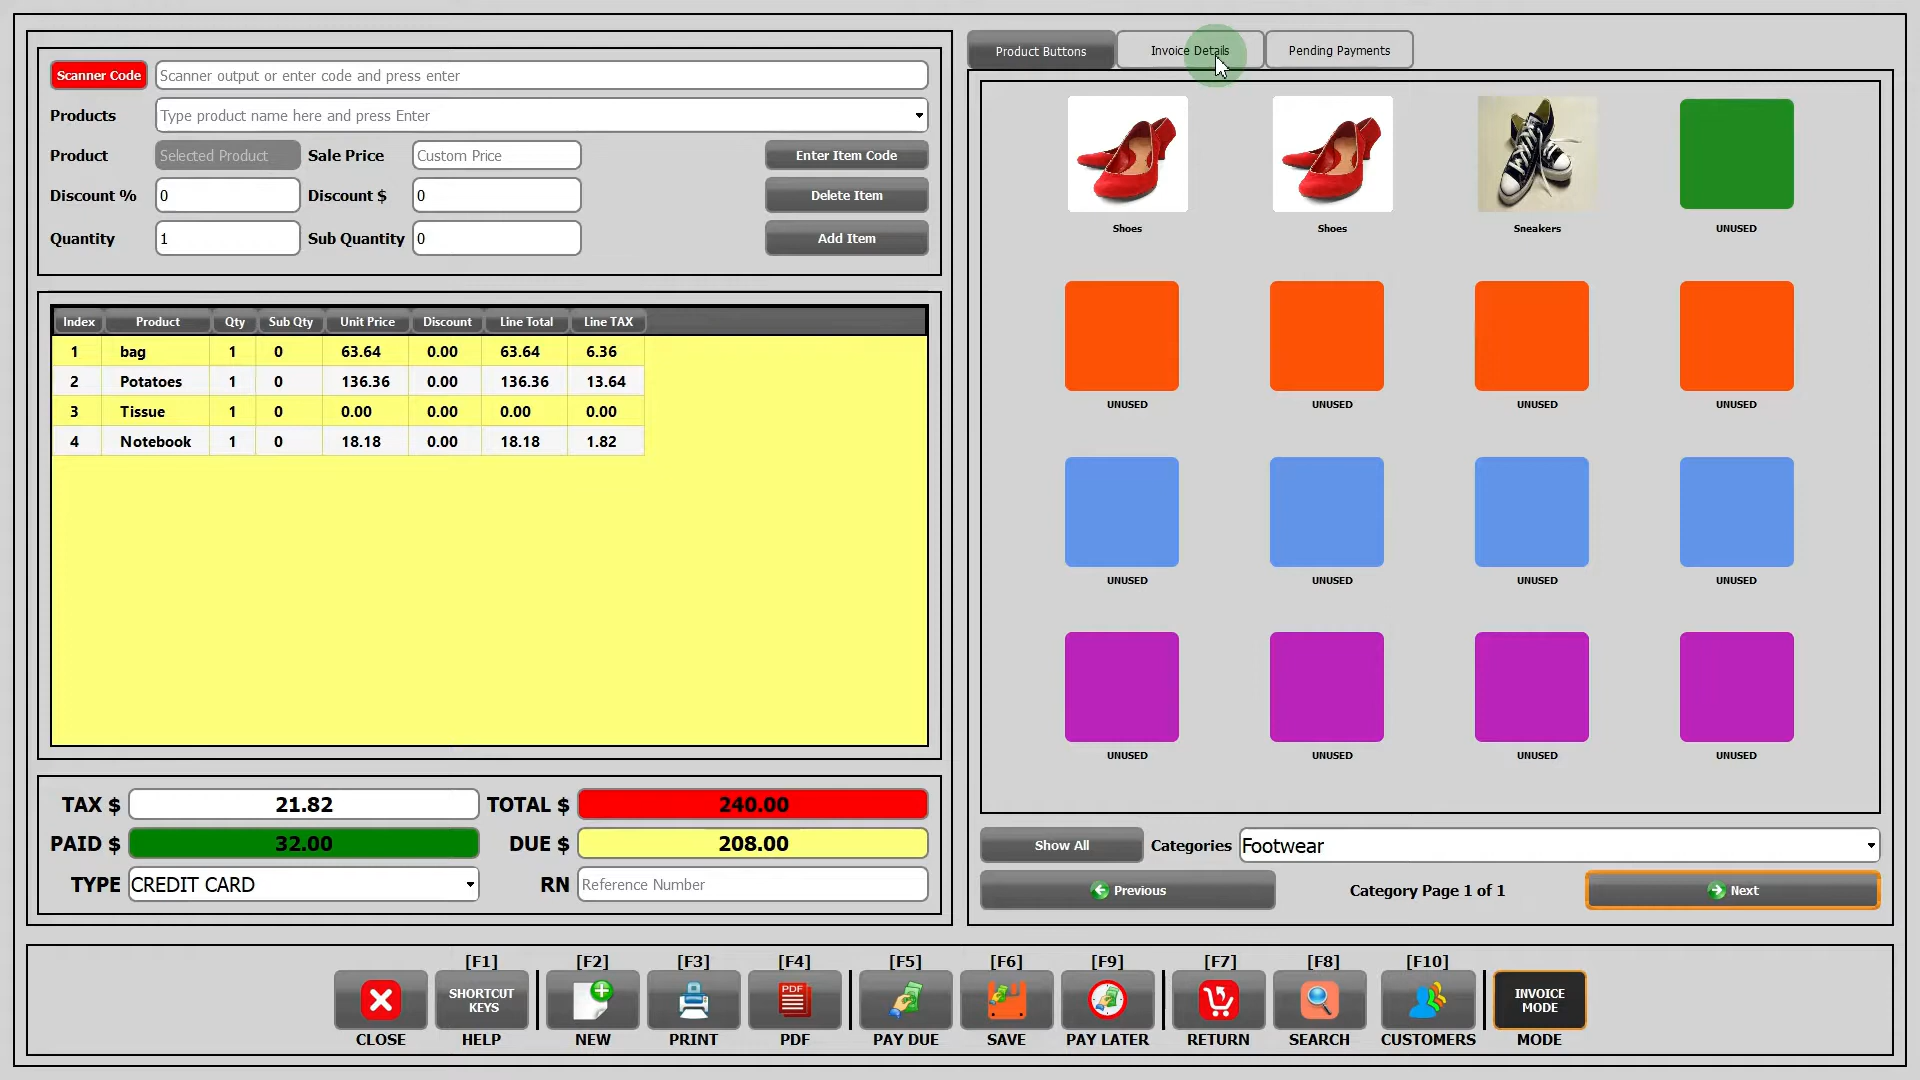 Scanner Code Scanner output or enter code and press enter
Products Type product name here and press Enter
Product Selected Product Sale Price Custom Price Enter Item Code
Discount % 0 Discount $ 0 Delete Item
Quantity 1 Sub Quantity 0 Add Item
Index Product Qty Sub Qty Unit Price Discount Line Total Line TAX
1 bag 1 0 63.64 0.00 63.64 6.36
2 Potatoes 1 0 136.36 0.00 136.36 13.64
3 Tissue 1 0 0.00 0.00 0.00 0.00
4 Notebook 1 0 18.18 0.00 18.18 1.82
TAX $ 21.82 TOTAL $ 240.00
PAID $ 32.00 DUE $ 208.00
TYPE CREDIT CARD RN Reference Number
Product Buttons Invoice Details Pending Payments
Shoes Shoes Sneakers UNUSED
UNUSED UNUSED UNUSED UNUSED
UNUSED UNUSED UNUSED UNUSED
UNUSED UNUSED UNUSED UNUSED
Show All Categories Footwear
Previous Category Page 1 of 1 Next
[F1] [F2] [F3] [F4] [F5] [F6] [F9] [F7] [F8] [F10]
SHORTCUT KEYS PDF INVOICE MODE
CLOSE HELP NEW PRINT PDF PAY DUE SAVE PAY LATER RETURN SEARCH CUSTOMERS MODE